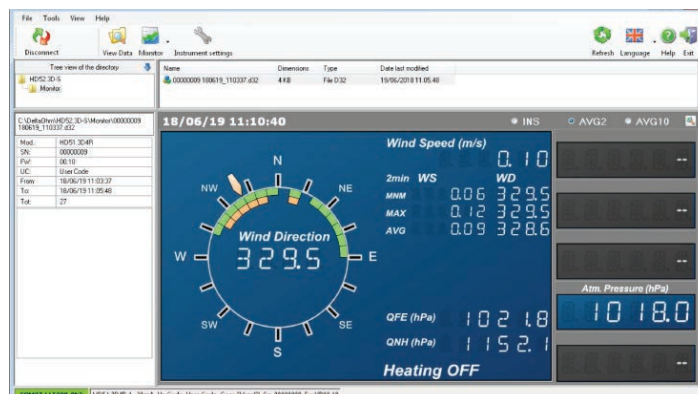 File Tools View Help
Disconnect View Data Monitor Instrument settings Refresh Language Help Exit
Tree view of the directory
HD52.3D-S
Monitor
Name Dimensions Type Date last modified
00000009 180619_110337.d32 4 KB File D32 19/06/2018 11.05.48
C:\DeltaOhm\HD52.3D-S\Monitor\00000009
180619_110337.d32
Mod.: HD51.3D4R
SN: 00000009
FW: 00.10
UC: User Code
From: 18/06/19 11:03:37
To: 18/06/19 11:05:48
Tot: 27
18/06/19 11:10:40 INS AVG2 AVG10
N
NW NE
W E
SW SE
S
Wind Direction
329.5
Wind Speed (m/s)
0.10
2min WS WD
MNM 0.06 329.5
MAX 0.12 329.5
AVG 0.09 328.6
QFE (hPa) 1021.8
QNH (hPa) 1152.1
Heating OFF
--
--
--
Atm. Pressure (hPa)
1018.0
--